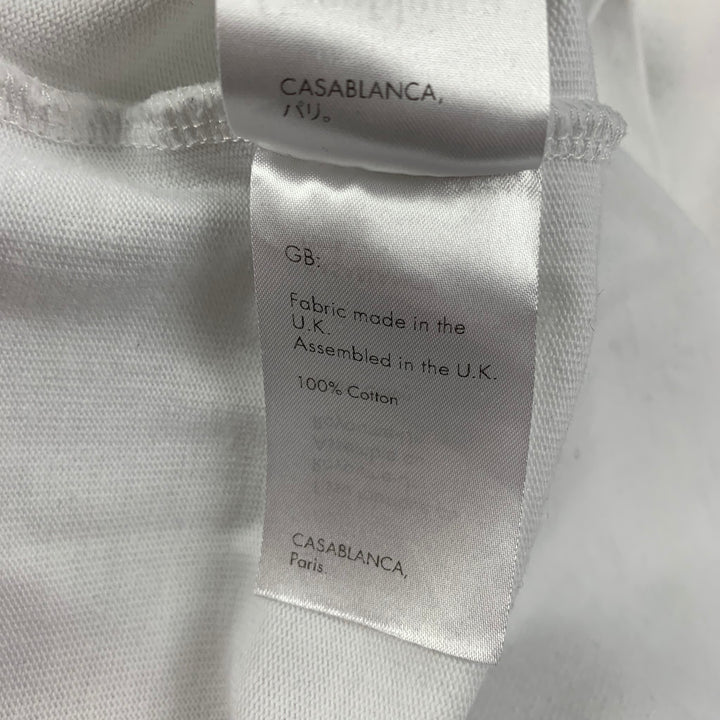 CASABLANCA,
パリ。
GB:
Fabric made in the
U.K.
Assembled in the U.K.
100% Cotton
CASABLANCA,
Paris.